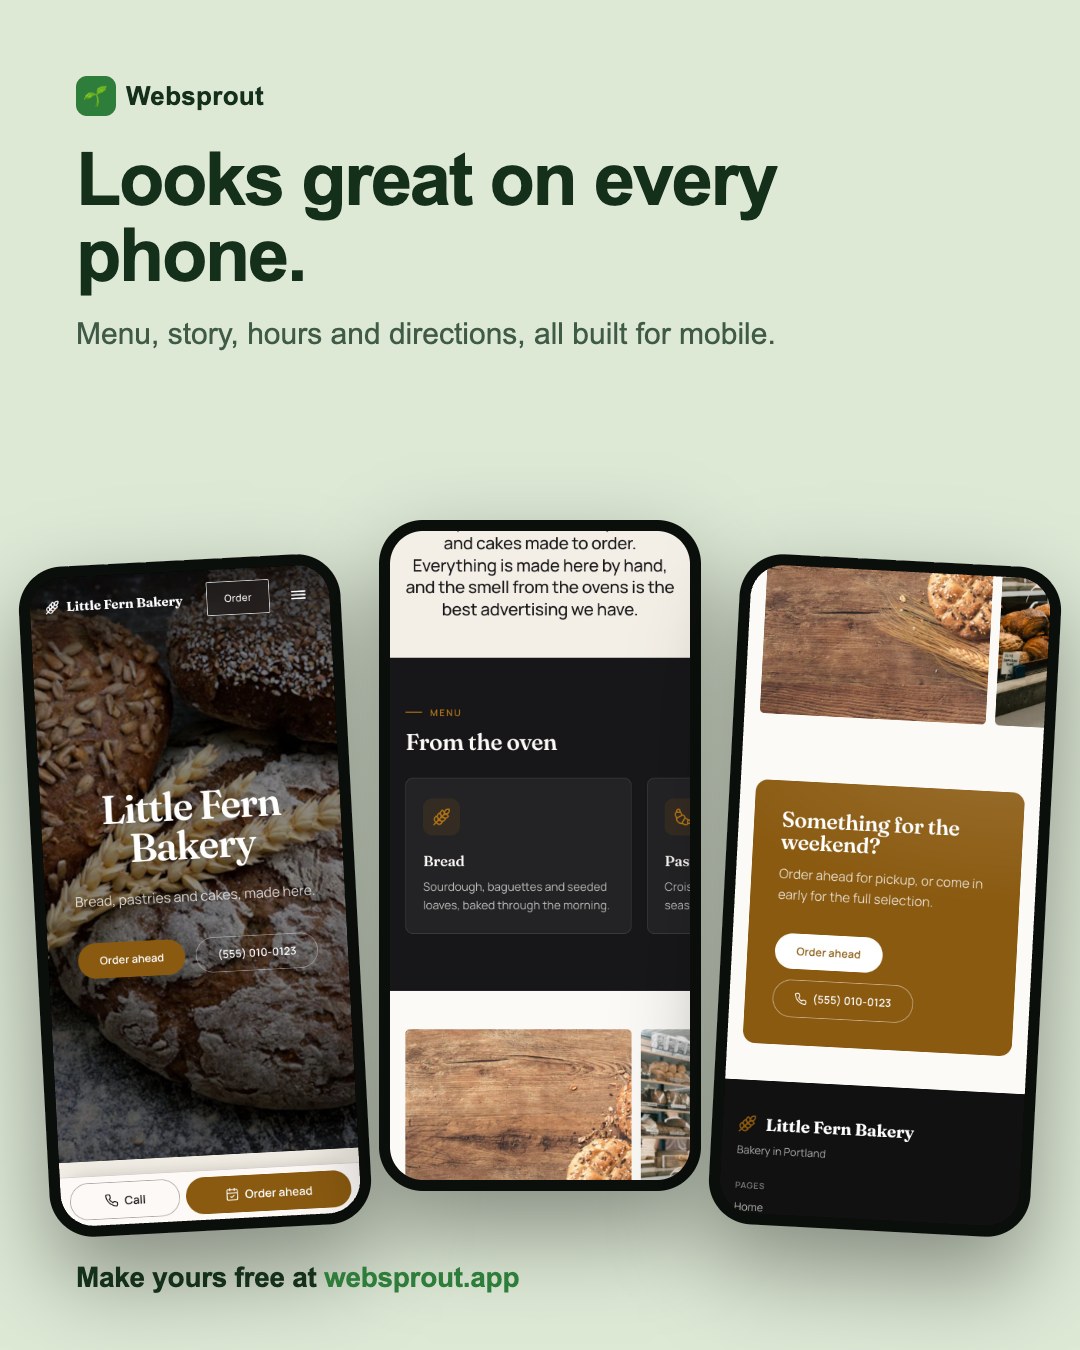 Websprout
Looks great on every
phone.
Menu, story, hours and directions, all built for mobile.
Little Fern Bakery
Order
Little Fern
Bakery
Bread, pastries and cakes, made here.
Order ahead
(555) 010-0123
Call
Order ahead
and cakes made to order.
Everything is made here by hand,
and the smell from the ovens is the
best advertising we have.
MENU
From the oven
Bread
Sourdough, baguettes and seeded
loaves, baked through the morning.
Pas
Crois
seas
Something for the
weekend?
Order ahead for pickup, or come in
early for the full selection.
Order ahead
(555) 010-0123
Little Fern Bakery
Bakery in Portland
PAGES
Home
Make yours free at websprout.app